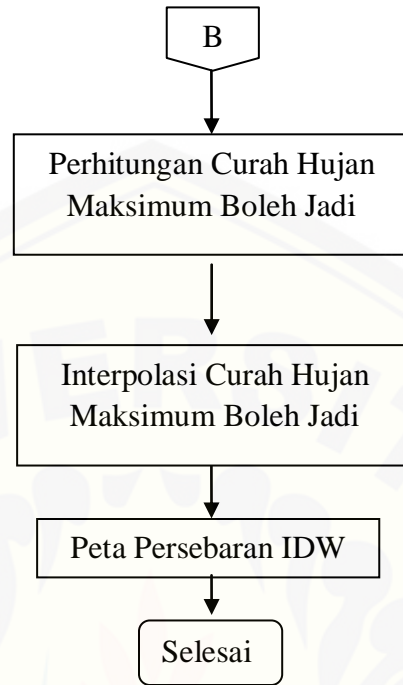 B
Perhitungan Curah Hujan
Maksimum Boleh Jadi
Interpolasi Curah Hujan
Maksimum Boleh Jadi
Peta Persebaran IDW
Selesai